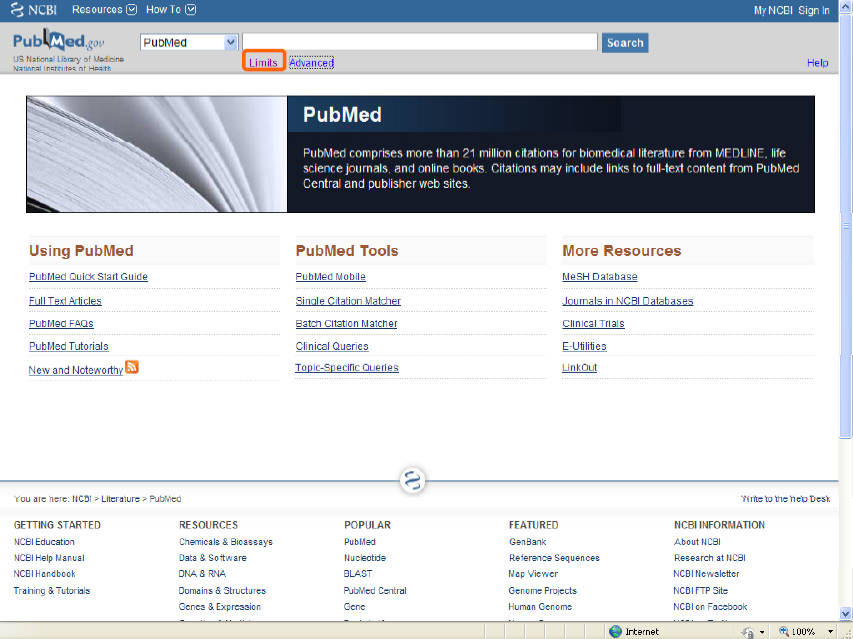 NCBI Resources How To My NCBI Sign In
PubMed.gov PubMed Search
US National Library of Medicine
National Institutes of Health
Limits Advanced Help
PubMed
PubMed comprises more than 21 million citations for biomedical literature from MEDLINE, life
science journals, and online books. Citations may include links to full-text content from PubMed
Central and publisher web sites.
Using PubMed
PubMed Quick Start Guide
Full Text Articles
PubMed FAQs
PubMed Tutorials
New and Noteworthy
PubMed Tools
PubMed Mobile
Single Citation Matcher
Batch Citation Matcher
Clinical Queries
Topic-Specific Queries
More Resources
MeSH Database
Journals in NCBI Databases
Clinical Trials
E-Utilities
LinkOut
You are here: NCBI > Literature > PubMed Write to the Help Desk
GETTING STARTED
NCBI Education
NCBI Help Manual
NCBI Handbook
Training & Tutorials
RESOURCES
Chemicals & Bioassays
Data & Software
DNA & RNA
Domains & Structures
Genes & Expression
POPULAR
PubMed
Nucleotide
BLAST
PubMed Central
Gene
FEATURED
GenBank
Reference Sequences
Map Viewer
Genome Projects
Human Genome
NCBI INFORMATION
About NCBI
Research at NCBI
NCBI Newsletter
NCBI FTP Site
NCBI on Facebook
Internet 100%